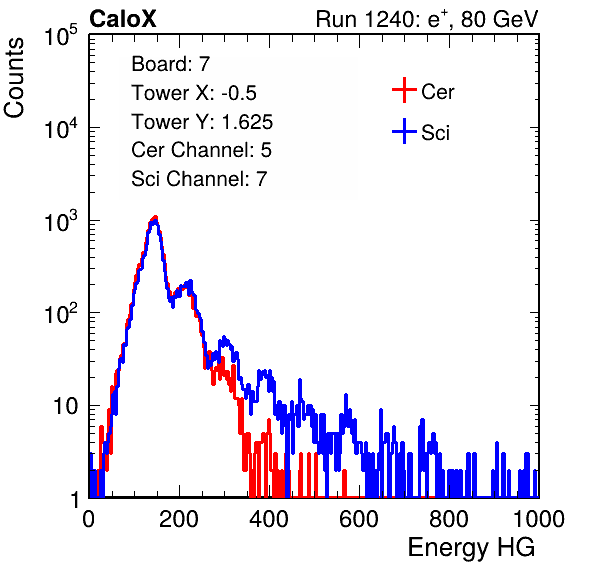 CaloX Run 1240: e⁺, 80 GeV
Counts
Board: 7
Tower X: -0.5
Tower Y: 1.625
Cer Channel: 5
Sci Channel: 7
Cer
Sci
10⁵
10⁴
10³
10²
10
1
0 200 400 600 800 1000
Energy HG